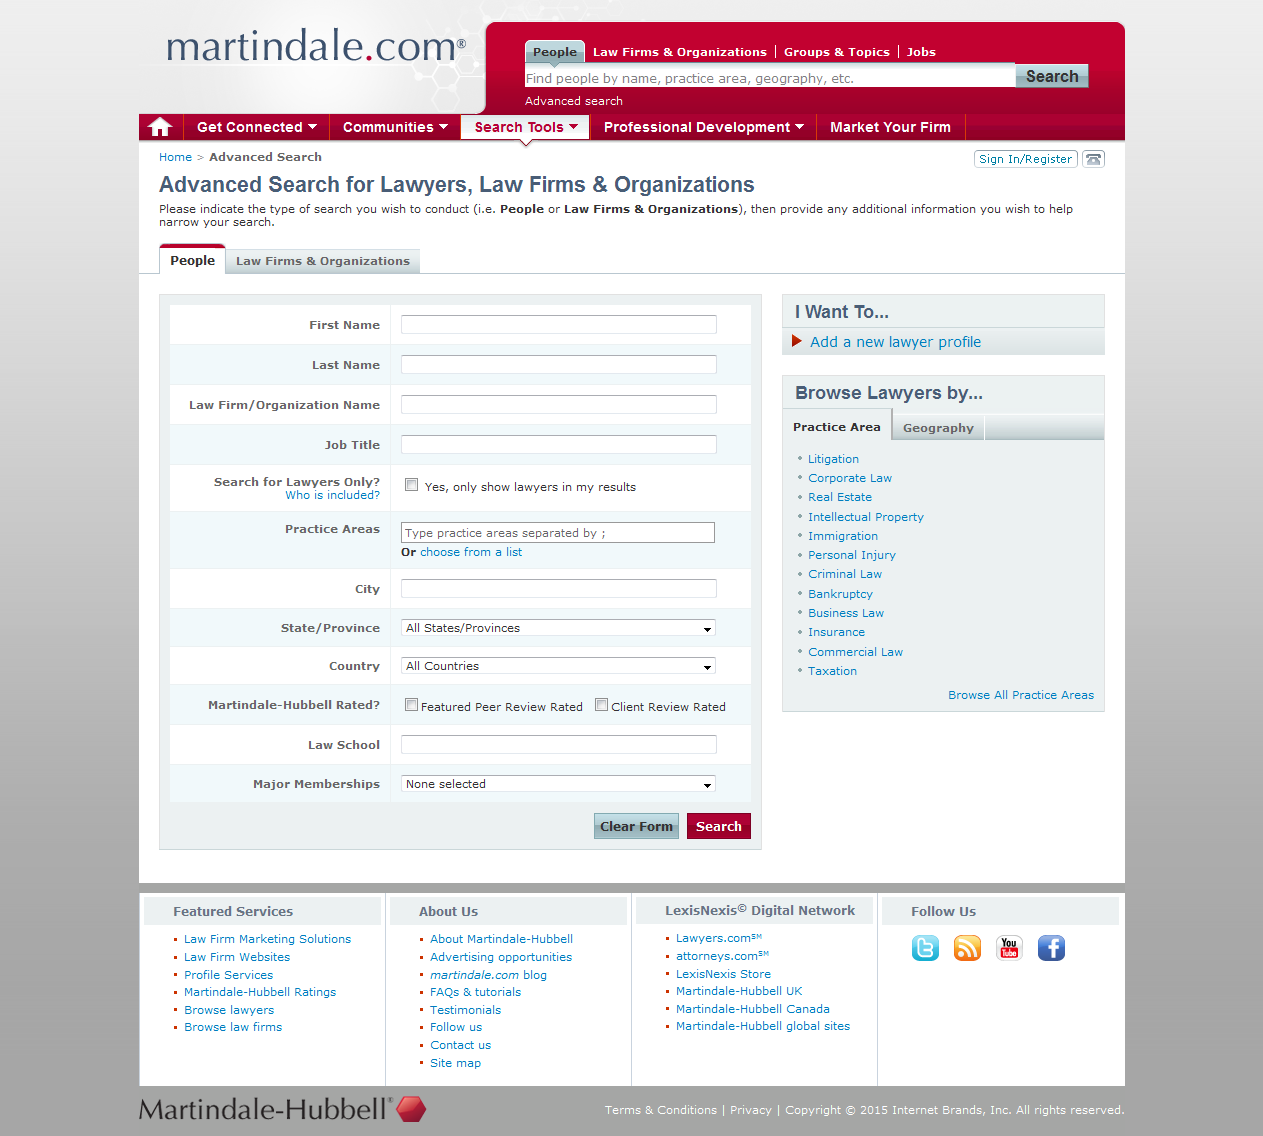 martindale.com®
People
Law Firms & Organizations
Groups & Topics
Jobs
Find people by name, practice area, geography, etc.
Search
Advanced search
Get Connected
Communities
Search Tools
Professional Development
Market Your Firm
Home > Advanced Search
Sign In/Register
Advanced Search for Lawyers, Law Firms & Organizations
Please indicate the type of search you wish to conduct (i.e. People or Law Firms & Organizations), then provide any additional information you wish to help
narrow your search.
People
Law Firms & Organizations
First Name
Last Name
Law Firm/Organization Name
Job Title
Search for Lawyers Only?
Who is included?
Yes, only show lawyers in my results
Practice Areas
Type practice areas separated by ;
Or choose from a list
City
State/Province
All States/Provinces
Country
All Countries
Martindale-Hubbell Rated?
Featured Peer Review Rated
Client Review Rated
Law School
Major Memberships
None selected
Clear Form
Search
I Want To...
Add a new lawyer profile
Browse Lawyers by...
Practice Area
Geography
Litigation
Corporate Law
Real Estate
Intellectual Property
Immigration
Personal Injury
Criminal Law
Bankruptcy
Business Law
Insurance
Commercial Law
Taxation
Browse All Practice Areas
Featured Services
Law Firm Marketing Solutions
Law Firm Websites
Profile Services
Martindale-Hubbell Ratings
Browse lawyers
Browse law firms
About Us
About Martindale-Hubbell
Advertising opportunities
martindale.com blog
FAQs & tutorials
Testimonials
Follow us
Contact us
Site map
LexisNexis© Digital Network
Lawyers.com℠
attorneys.com℠
LexisNexis Store
Martindale-Hubbell UK
Martindale-Hubbell Canada
Martindale-Hubbell global sites
Follow Us
You Tube
Martindale-Hubbell®
Terms & Conditions | Privacy | Copyright © 2015 Internet Brands, Inc. All rights reserved.